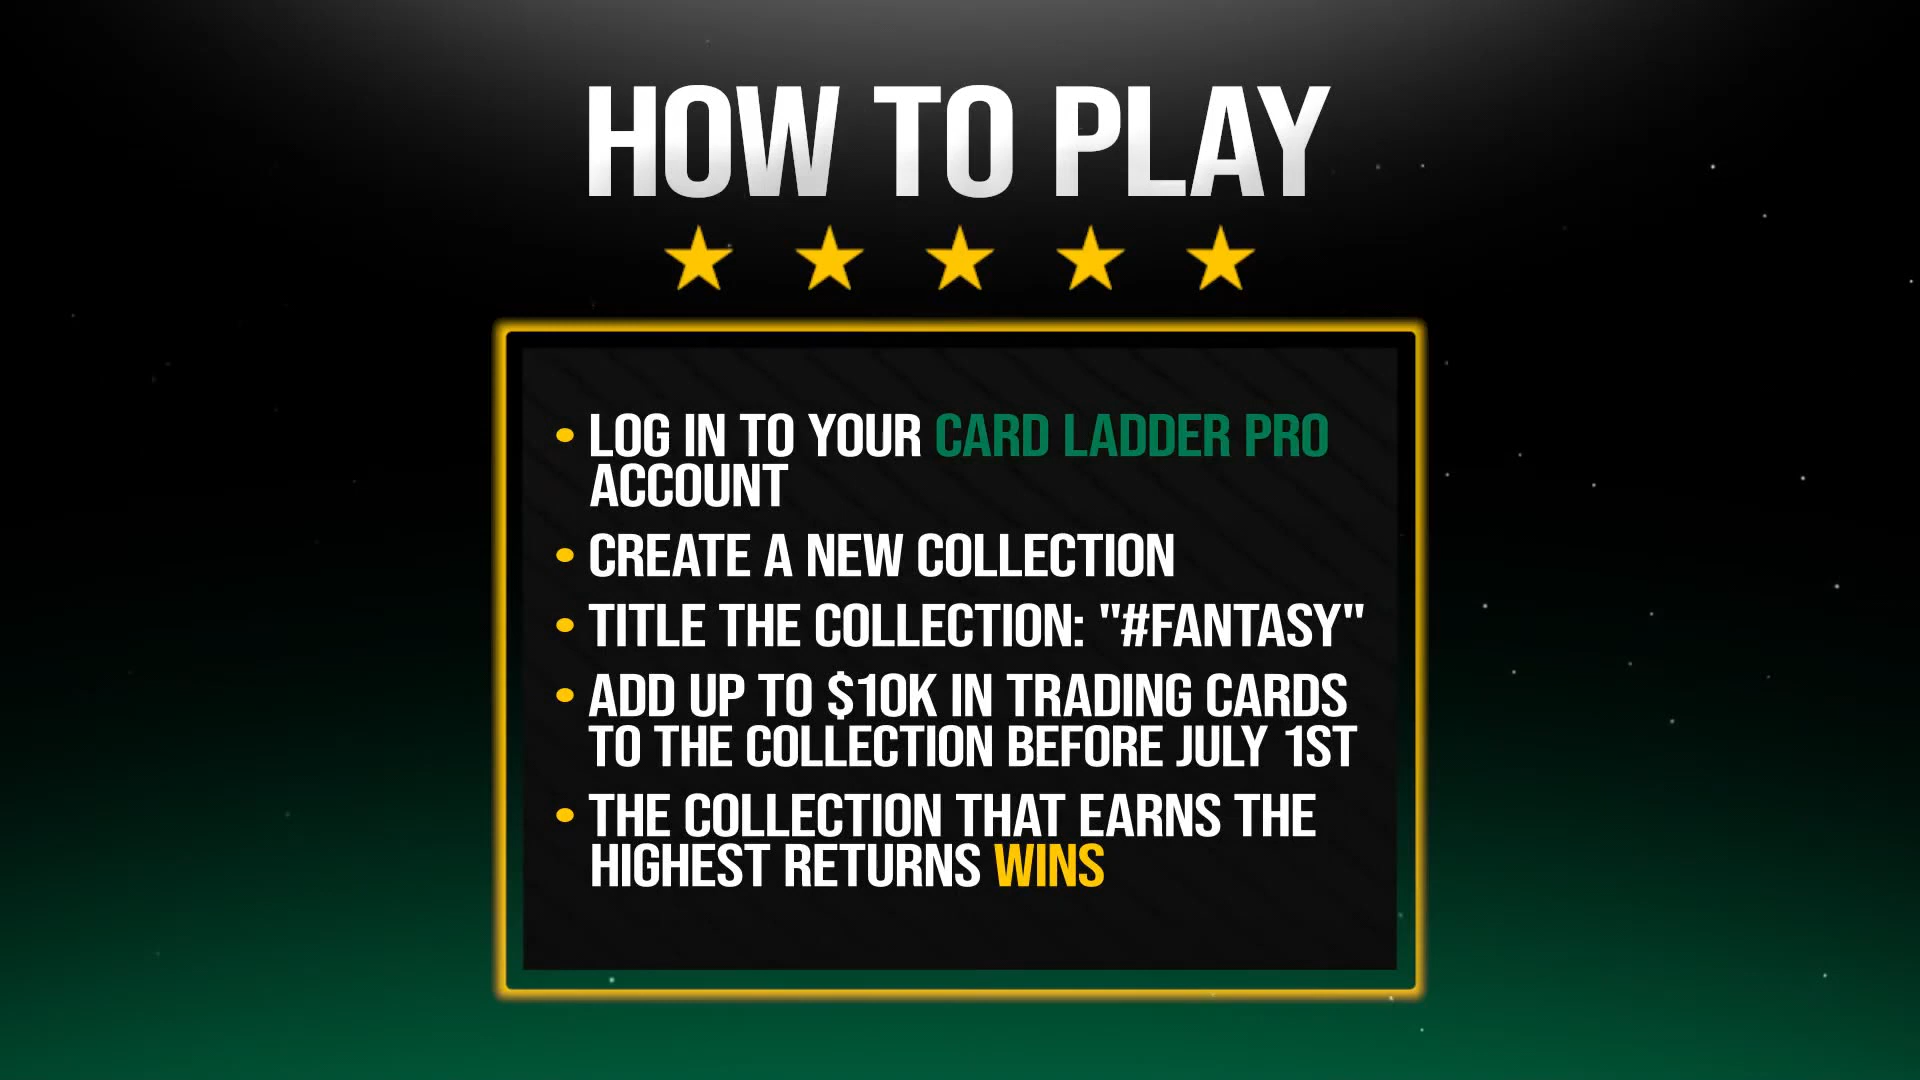 HOW TO PLAY
• LOG IN TO YOUR CARD LADDER PRO
ACCOUNT
• CREATE A NEW COLLECTION
• TITLE THE COLLECTION: "#FANTASY"
• ADD UP TO $10K IN TRADING CARDS
TO THE COLLECTION BEFORE JULY 1ST
• THE COLLECTION THAT EARNS THE
HIGHEST RETURNS WINS